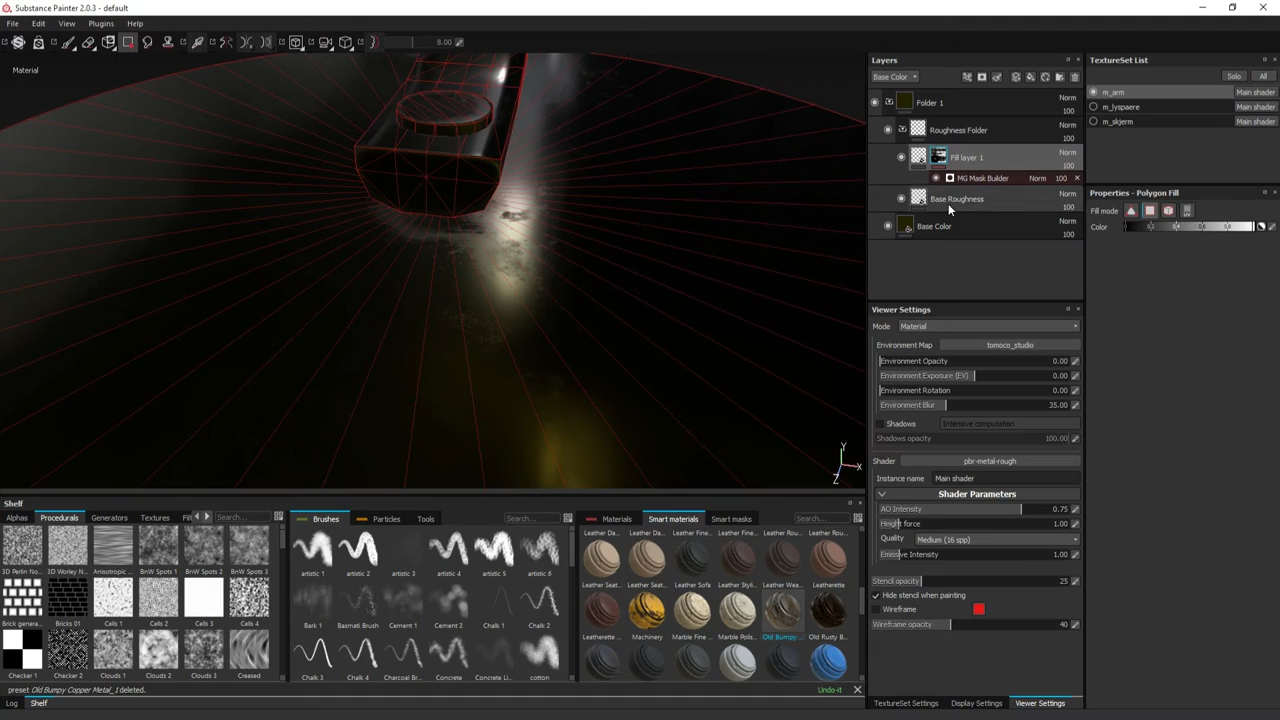 Substance Painter 2.0.3 - default
File Edit View Plugins Help
8.00
Material
Y
X
Z
Layers
Base Color
Folder 1 Norm 100
Roughness Folder Norm 100
Fill layer 1 Norm 100
MG Mask Builder Norm 100
Base Roughness Norm 100
Base Color Norm 100
TextureSet List
Solo All
m_arm Main shader
m_lyspaere Main shader
m_skjerm Main shader
Properties - Polygon Fill
Fill mode
Color
Viewer Settings
Mode Material
Environment Map tomoco_studio
Environment Opacity 0.00
Environment Exposure (EV) 0.00
Environment Rotation 0.00
Environment Blur 35.00
Shadows Intensive computation
Shadows opacity 100.00
Shader pbr-metal-rough
Instance name Main shader
Shader Parameters
AO Intensity 0.75
Height force 1.00
Quality Medium (16 spp)
Emissive Intensity 1.00
Stencil opacity 25
Hide stencil when painting
Wireframe
Wireframe opacity 40
Shelf
Alphas Procedurals Generators Textures Search...
3D Perlin No... 3D Worley N... Anisotropic ... BnW Spots 1 BnW Spots 2 BnW Spots 3
Brick genera... Bricks 01 Cells 1 Cells 2 Cells 3 Cells 4
Checker 1 Checker 2 Clouds 1 Clouds 2 Clouds 3 Creased
Brushes Particles Tools Search...
artistic 1 artistic 2 artistic 3 artistic 4 artistic 5 artistic 6
Bark 1 Basmati Brush Cement 1 Cement 2 Chalk 1 Chalk 2
Chalk 3 Chalk 4 Charcoal Br... Concrete Concrete Li... cotton
Materials Smart materials Smart masks Search...
Leather Da... Leather Da... Leather Fine... Leather Fine... Leather Fine... Leather Rou...
Leather Seat... Leather Seat... Leather Sofa Leather Styli... Leather Wea... Leatherette
Leatherette ... Machinery Marble Fine ... Marble Polis... Old Bumpy... Old Rusty B...
preset Old Bumpy Copper Metal_1 deleted. Undo-it
Log Shelf
TextureSet Settings Display Settings Viewer Settings